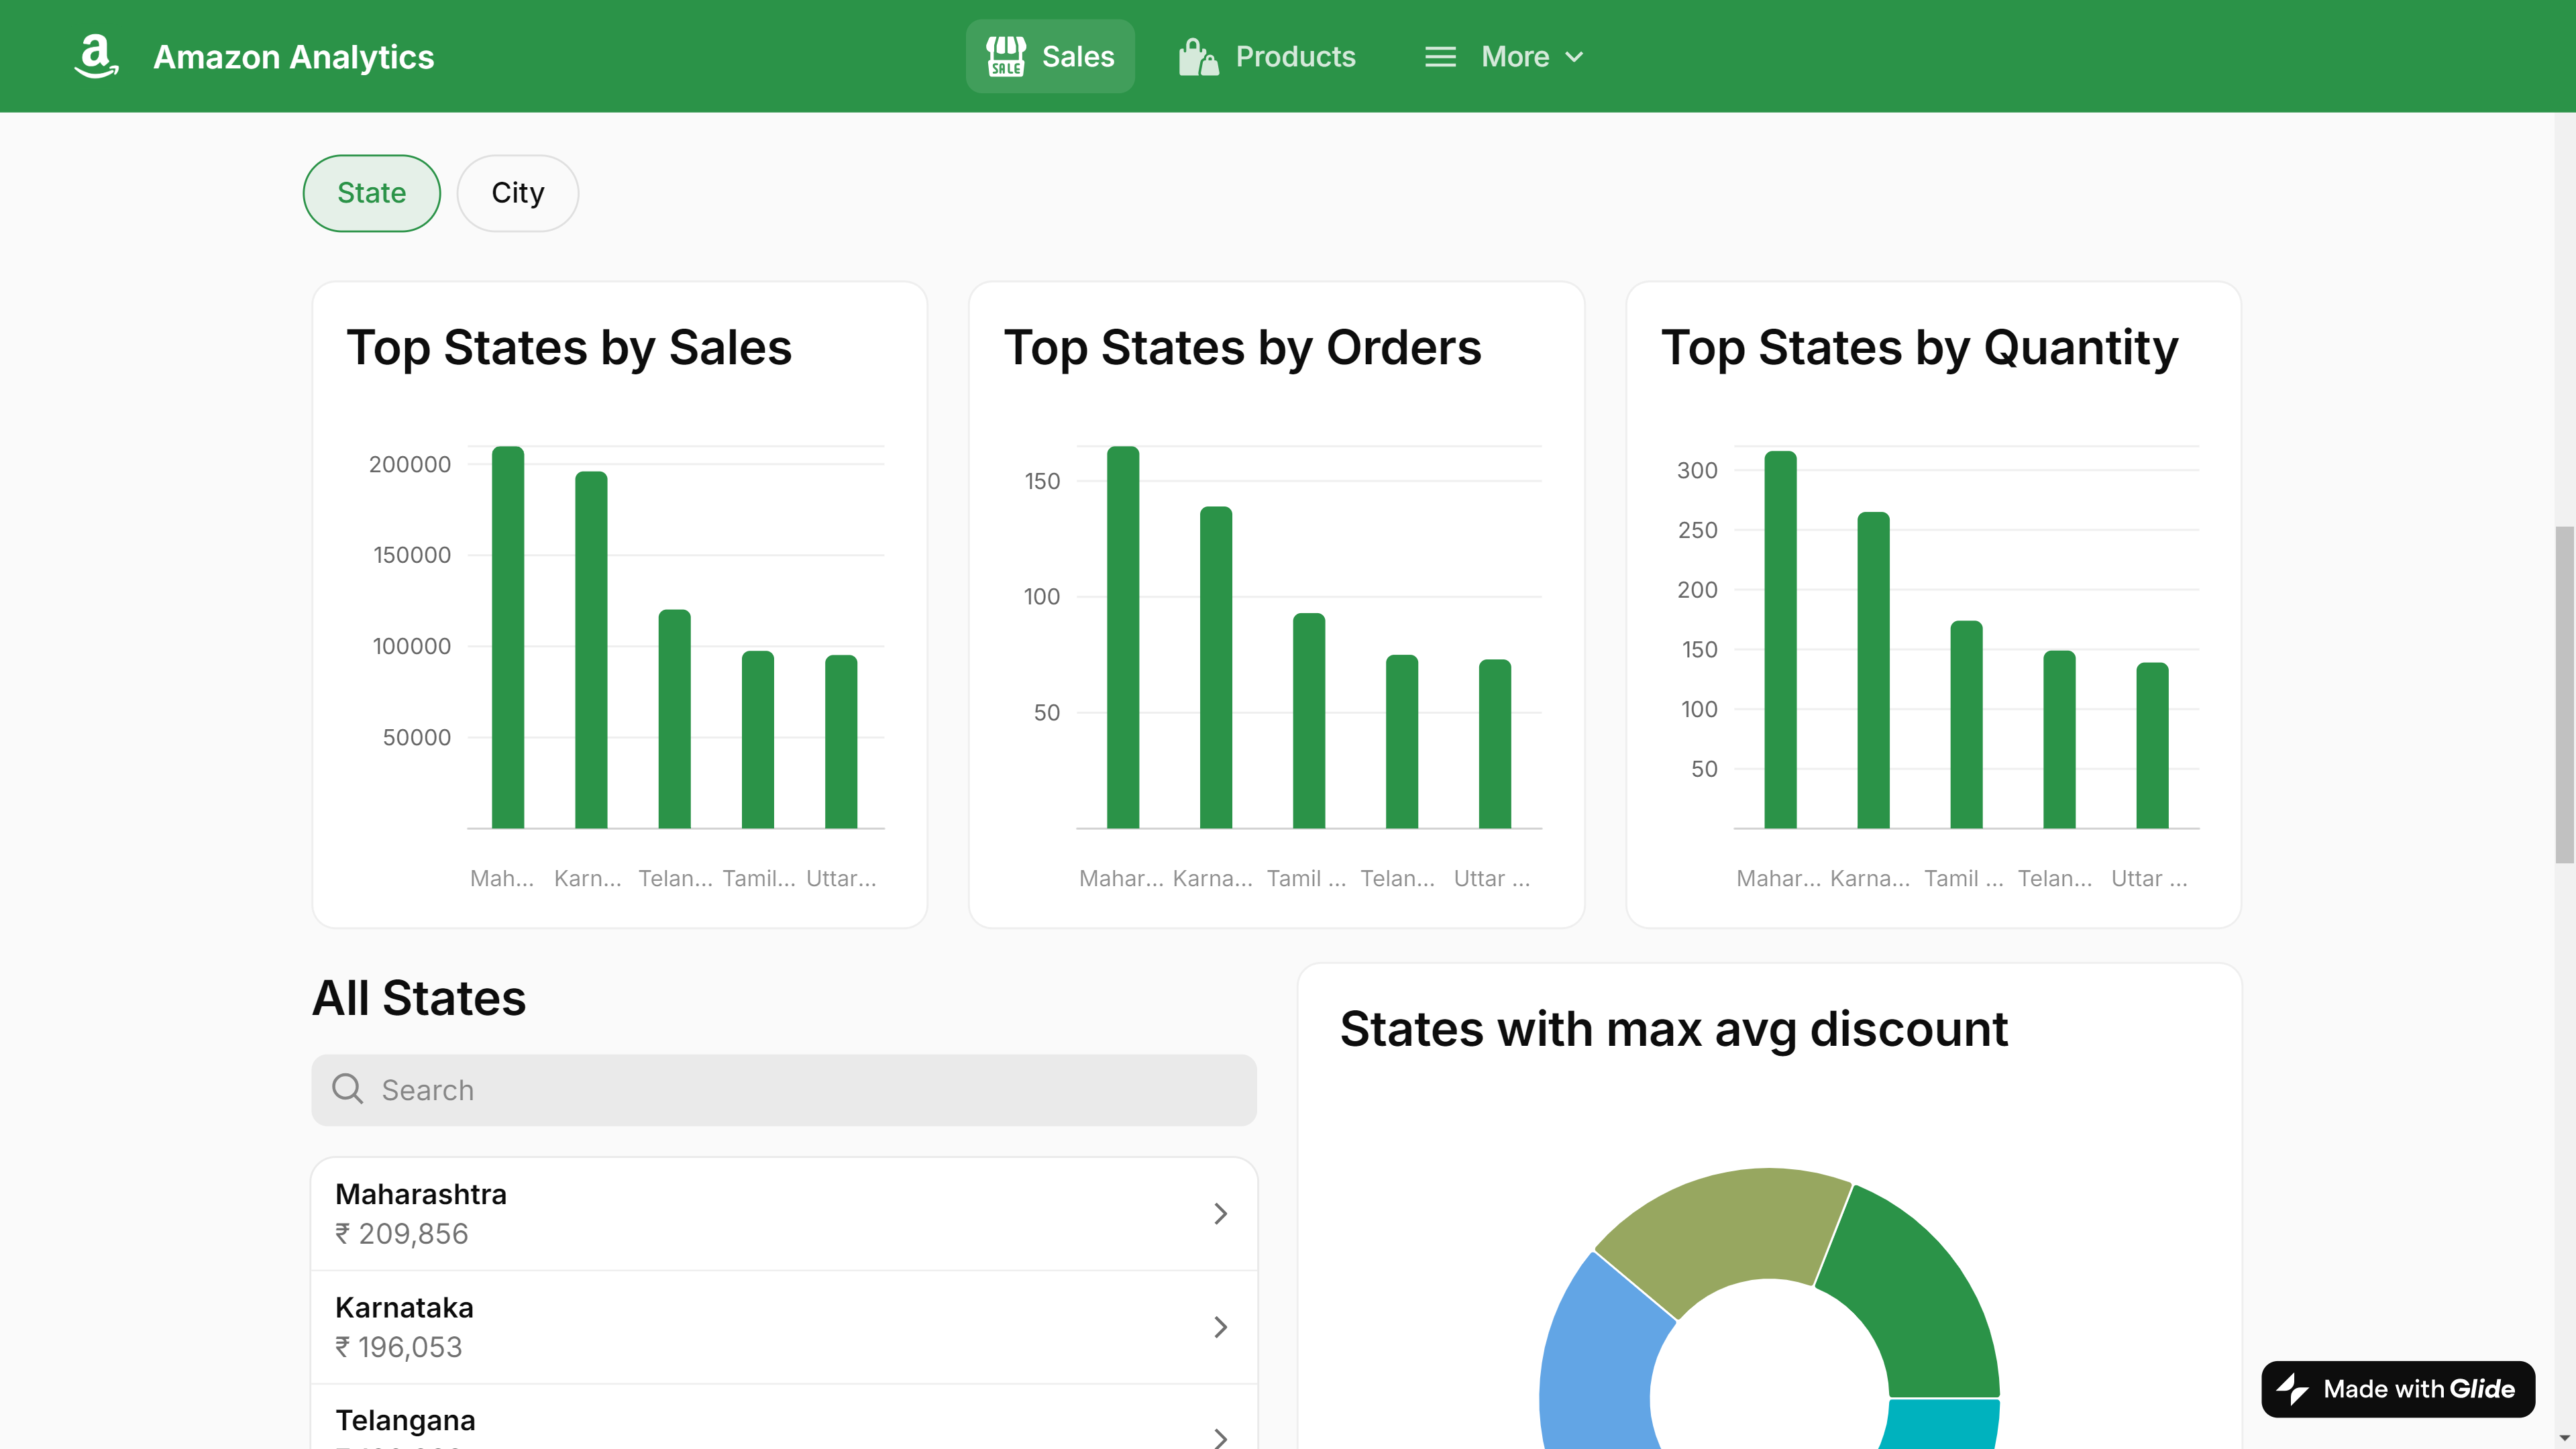 Amazon Analytics
SALE
Sales
Products
More
State
City
Top States by Sales
200000
150000
100000
50000
Mah... Karn... Telan... Tamil... Uttar...
Top States by Orders
150
100
50
Mahar... Karna... Tamil ... Telan... Uttar ...
Top States by Quantity
300
250
200
150
100
50
Mahar... Karna... Tamil ... Telan... Uttar ...
All States
Search
Maharashtra
₹ 209,856
Karnataka
₹ 196,053
Telangana
States with max avg discount
Made with Glide